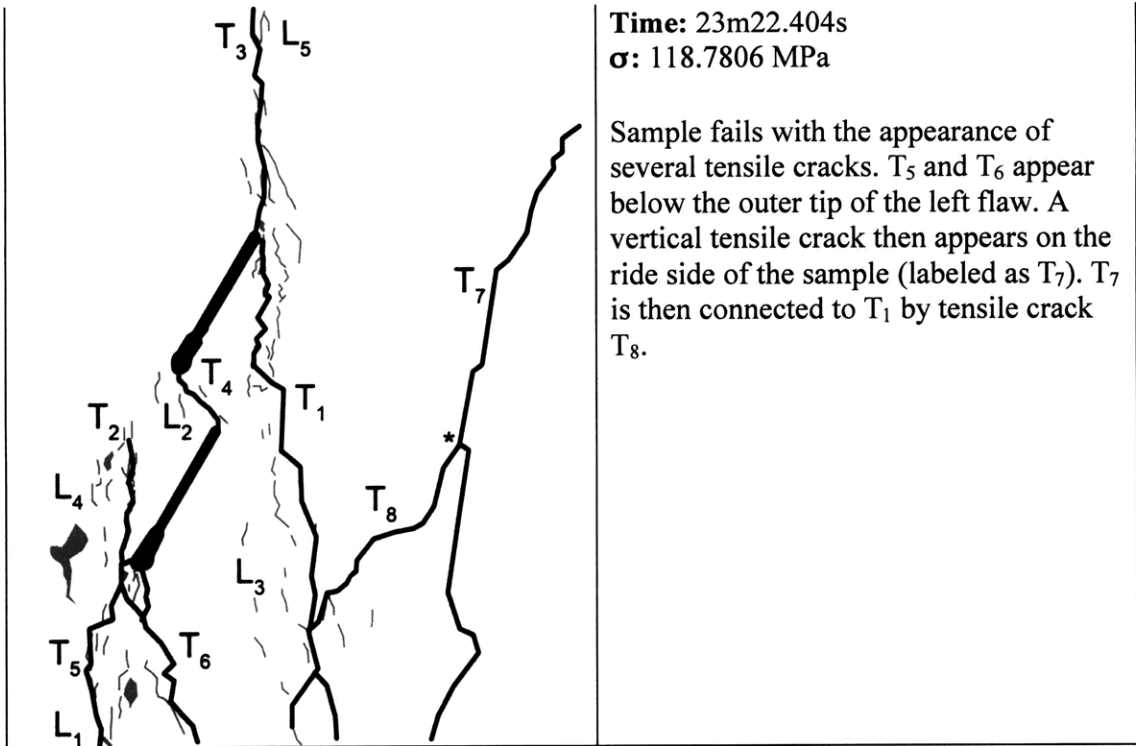 T₃ L₅
T₇
T₄
T₁
L₂
T₂
*
L₄
T₈
L₃
T₅ T₆
L₁
Time: 23m22.404s
σ: 118.7806 MPa
Sample fails with the appearance of
several tensile cracks. T₅ and T₆ appear
below the outer tip of the left flaw. A
vertical tensile crack then appears on the
ride side of the sample (labeled as T₇). T₇
is then connected to T₁ by tensile crack
T₈.